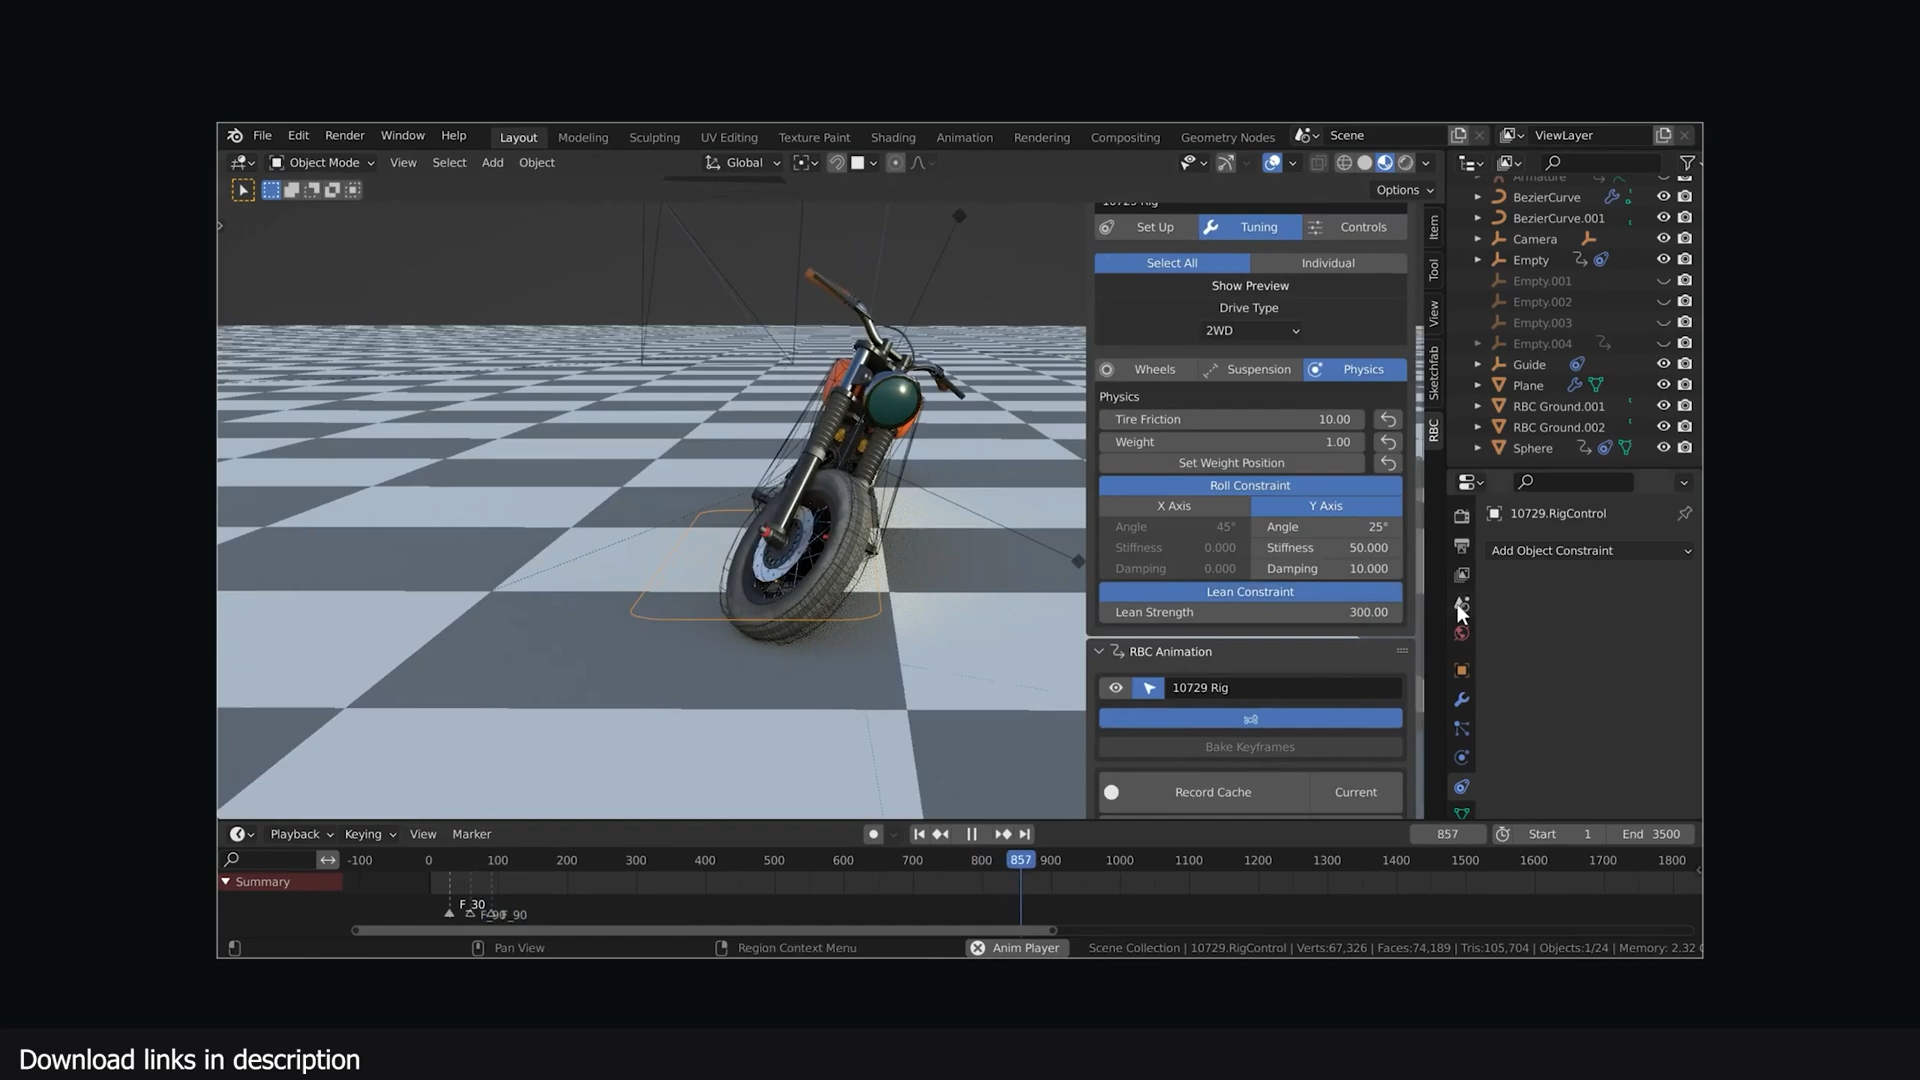 File Edit Render Window Help Layout Modeling Sculpting UV Editing Texture Paint Shading Animation Rendering Compositing Geometry Nodes Scene ViewLayer
Object Mode View Select Add Object Global
Options
10729 Rig
Set Up Tuning Controls
Select All Individual
Show Preview
Drive Type
2WD
Wheels Suspension Physics
Physics
Tire Friction 10.00
Weight 1.00
Set Weight Position
Roll Constraint
X Axis Y Axis
Angle 45° Angle 25°
Stiffness 0.000 Stiffness 50.000
Damping 0.000 Damping 10.000
Lean Constraint
Lean Strength 300.00
RBC Animation
10729 Rig
Bake Keyframes
Record Cache Current
Item
Tool
View
Sketchfab
RBC
Armature
BezierCurve
BezierCurve.001
Camera
Empty
Empty.001
Empty.002
Empty.003
Empty.004
Guide
Plane
RBC Ground.001
RBC Ground.002
Sphere
10729.RigControl
Add Object Constraint
Playback Keying View Marker 857 Start 1 End 3500
-100 0 100 200 300 400 500 600 700 800 857 900 1000 1100 1200 1300 1400 1500 1600 1700 1800
Summary
F_30
F_90
Pan View Region Context Menu Anim Player Scene Collection | 10729.RigControl | Verts:67,326 | Faces:74,189 | Tris:105,704 | Objects:1/24 | Memory: 2.32
Download links in description